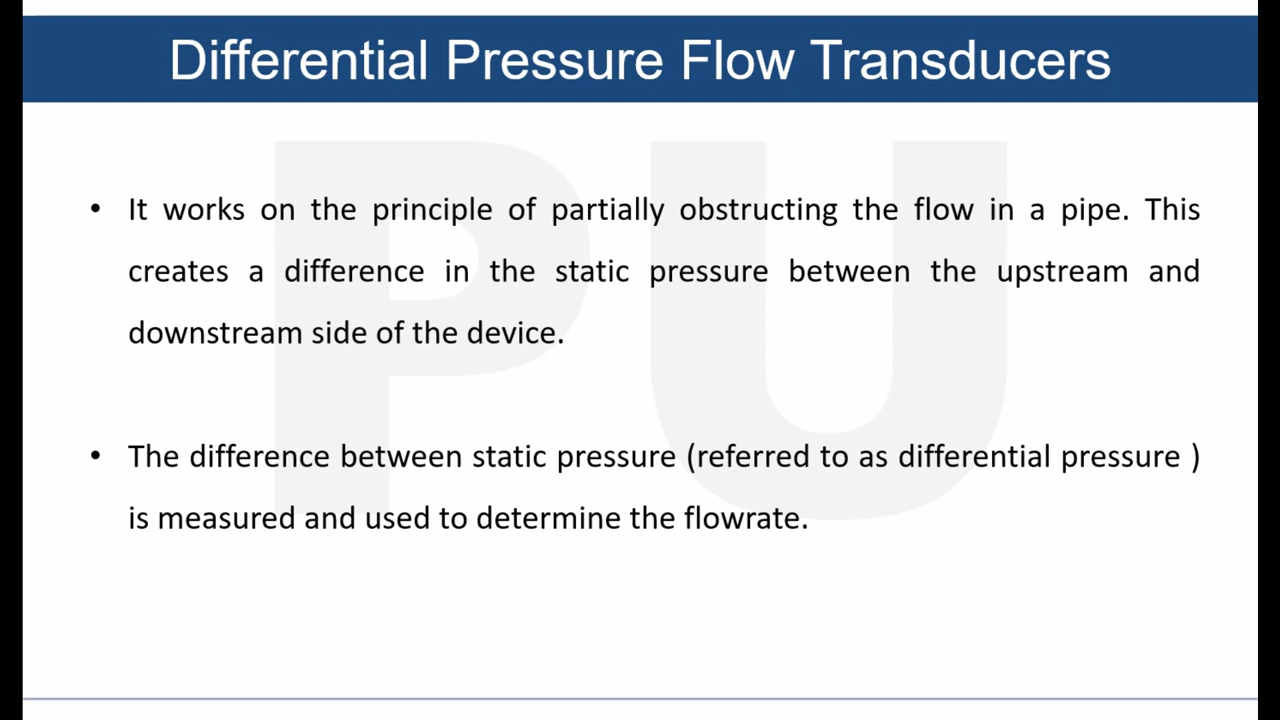 Differential Pressure Flow Transducers
• It works on the principle of partially obstructing the flow in a pipe. This
creates a difference in the static pressure between the upstream and
downstream side of the device.
• The difference between static pressure (referred to as differential pressure )
is measured and used to determine the flowrate.
PU